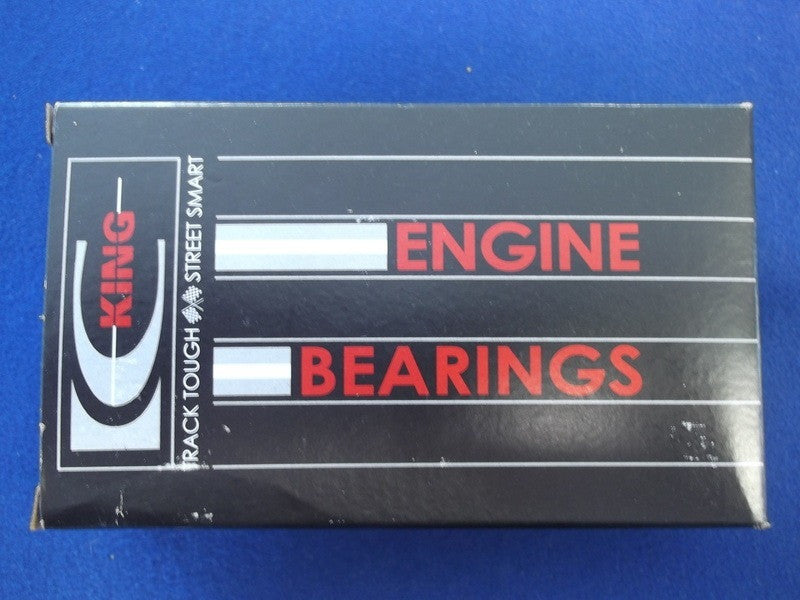 KING
TRACK TOUGH STREET SMART
ENGINE
BEARINGS